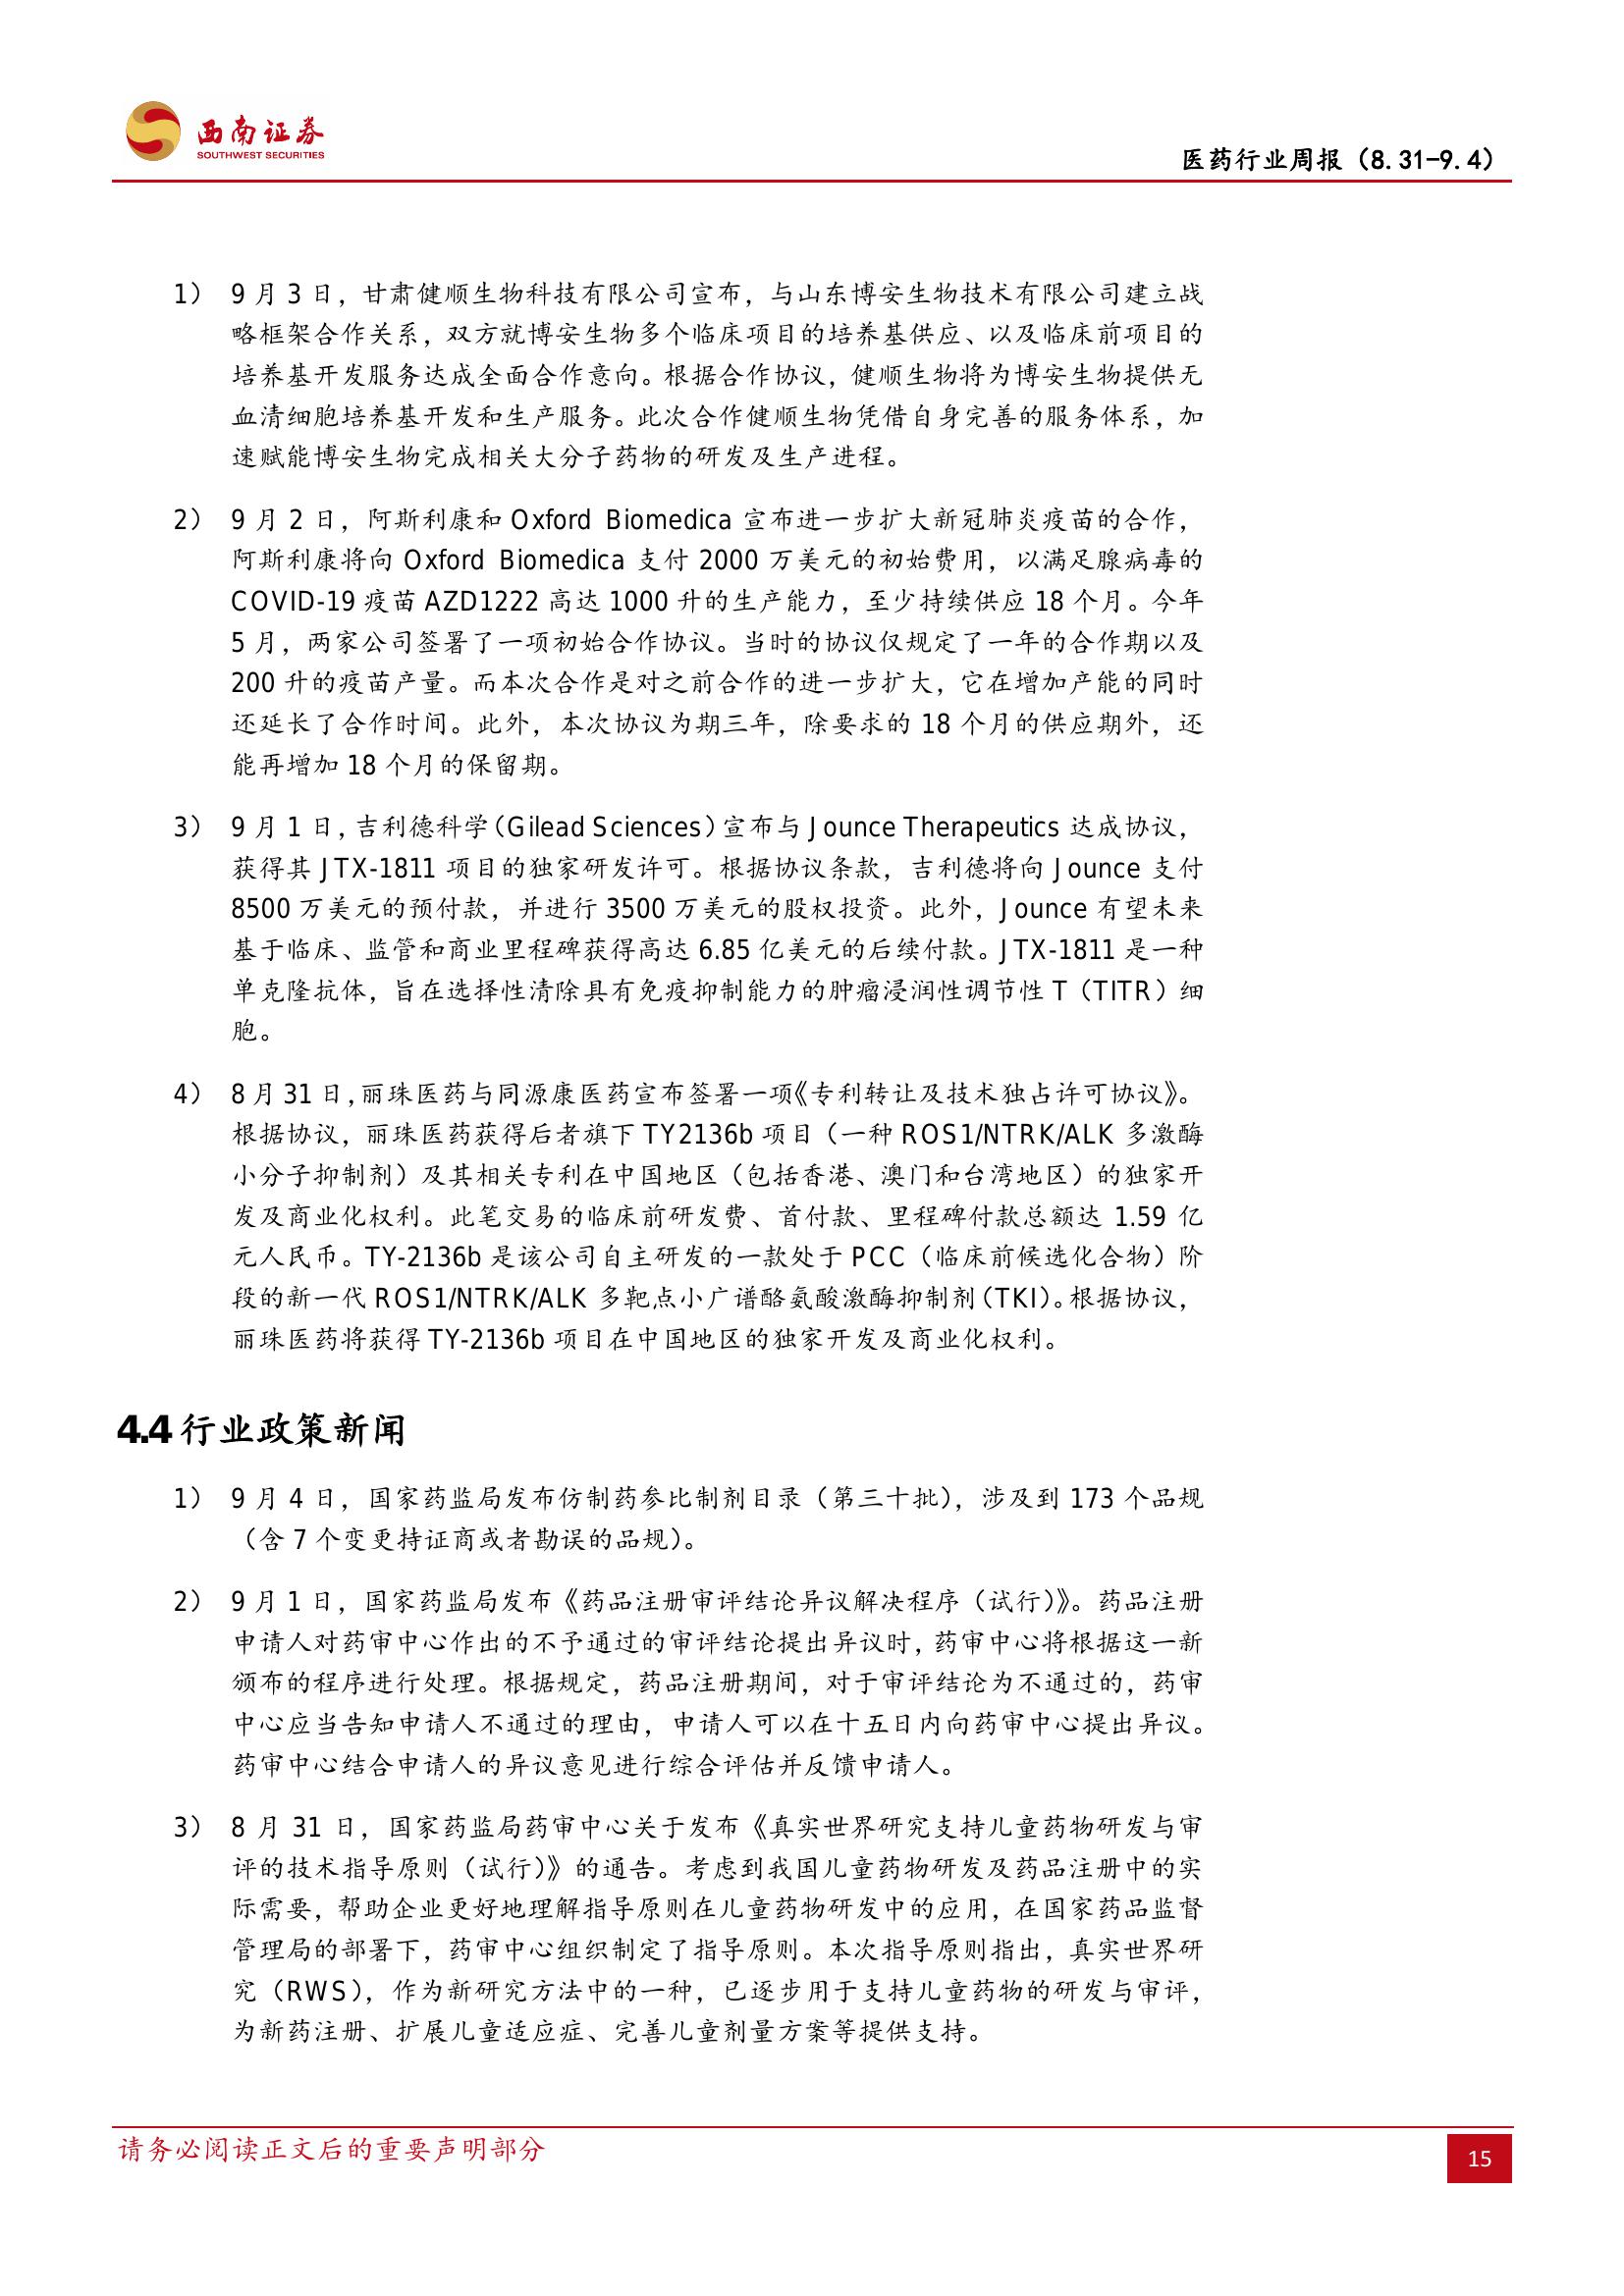 西南证券
SOUTHWEST SECURITIES
医药行业周报（8.31-9.4）
1） 9 月 3 日，甘肃健顺生物科技有限公司宣布，与山东博安生物技术有限公司建立战
略框架合作关系，双方就博安生物多个临床项目的培养基供应、以及临床前项目的
培养基开发服务达成全面合作意向。根据合作协议，健顺生物将为博安生物提供无
血清细胞培养基开发和生产服务。此次合作健顺生物凭借自身完善的服务体系，加
速赋能博安生物完成相关大分子药物的研发及生产进程。
2） 9 月 2 日，阿斯利康和 Oxford Biomedica 宣布进一步扩大新冠肺炎疫苗的合作，
阿斯利康将向 Oxford Biomedica 支付 2000 万美元的初始费用，以满足腺病毒的
COVID-19 疫苗 AZD1222 高达 1000 升的生产能力，至少持续供应 18 个月。今年
5 月，两家公司签署了一项初始合作协议。当时的协议仅规定了一年的合作期以及
200 升的疫苗产量。而本次合作是对之前合作的进一步扩大，它在增加产能的同时
还延长了合作时间。此外，本次协议为期三年，除要求的 18 个月的供应期外，还
能再增加 18 个月的保留期。
3） 9 月 1 日，吉利德科学（Gilead Sciences）宣布与 Jounce Therapeutics 达成协议，
获得其 JTX-1811 项目的独家研发许可。根据协议条款，吉利德将向 Jounce 支付
8500 万美元的预付款，并进行 3500 万美元的股权投资。此外，Jounce 有望未来
基于临床、监管和商业里程碑获得高达 6.85 亿美元的后续付款。JTX-1811 是一种
单克隆抗体，旨在选择性清除具有免疫抑制能力的肿瘤浸润性调节性 T（TITR）细
胞。
4） 8 月 31 日，丽珠医药与同源康医药宣布签署一项《专利转让及技术独占许可协议》。
根据协议，丽珠医药获得后者旗下 TY2136b 项目（一种 ROS1/NTRK/ALK 多激酶
小分子抑制剂）及其相关专利在中国地区（包括香港、澳门和台湾地区）的独家开
发及商业化权利。此笔交易的临床前研发费、首付款、里程碑付款总额达 1.59 亿
元人民币。TY-2136b 是该公司自主研发的一款处于 PCC（临床前候选化合物）阶
段的新一代 ROS1/NTRK/ALK 多靶点小广谱酪氨酸激酶抑制剂（TKI）。根据协议，
丽珠医药将获得 TY-2136b 项目在中国地区的独家开发及商业化权利。
4.4 行业政策新闻
1） 9 月 4 日，国家药监局发布仿制药参比制剂目录（第三十批），涉及到 173 个品规
（含 7 个变更持证商或者勘误的品规）。
2） 9 月 1 日，国家药监局发布《药品注册审评结论异议解决程序（试行）》。药品注册
申请人对药审中心作出的不予通过的审评结论提出异议时，药审中心将根据这一新
颁布的程序进行处理。根据规定，药品注册期间，对于审评结论为不通过的，药审
中心应当告知申请人不通过的理由，申请人可以在十五日内向药审中心提出异议。
药审中心结合申请人的异议意见进行综合评估并反馈申请人。
3） 8 月 31 日，国家药监局药审中心关于发布《真实世界研究支持儿童药物研发与审
评的技术指导原则（试行）》的通告。考虑到我国儿童药物研发及药品注册中的实
际需要，帮助企业更好地理解指导原则在儿童药物研发中的应用，在国家药品监督
管理局的部署下，药审中心组织制定了指导原则。本次指导原则指出，真实世界研
究（RWS），作为新研究方法中的一种，已逐步用于支持儿童药物的研发与审评，
为新药注册、扩展儿童适应症、完善儿童剂量方案等提供支持。
请务必阅读正文后的重要声明部分
15